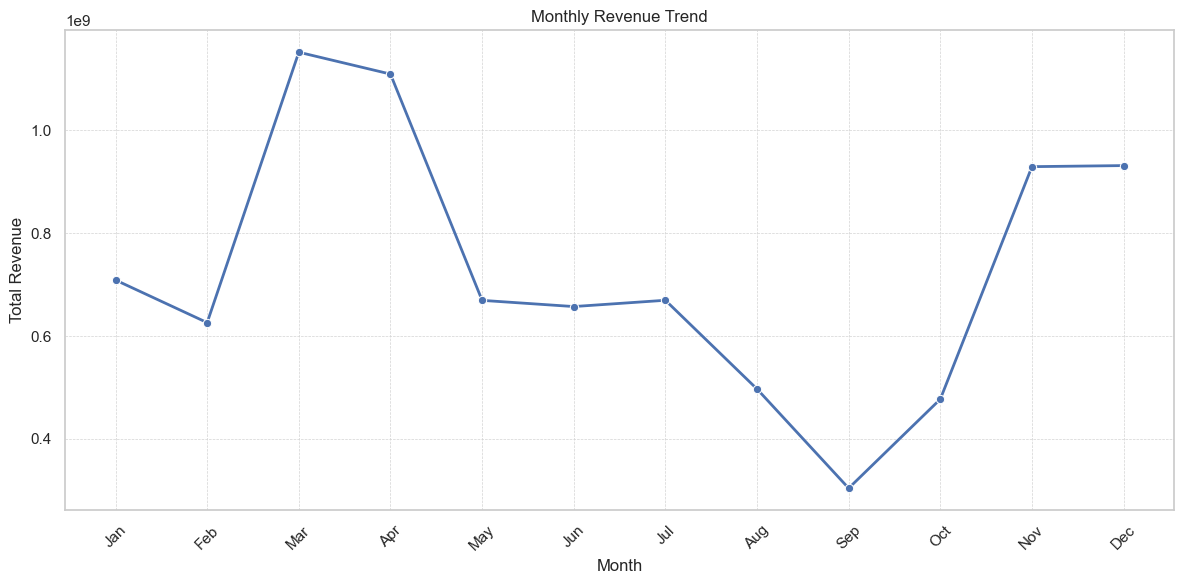 Monthly Revenue Trend
1e9
1.0
0.8
0.6
0.4
Total Revenue
Jan
Feb
Mar
Apr
May
Jun
Jul
Aug
Sep
Oct
Nov
Dec
Month